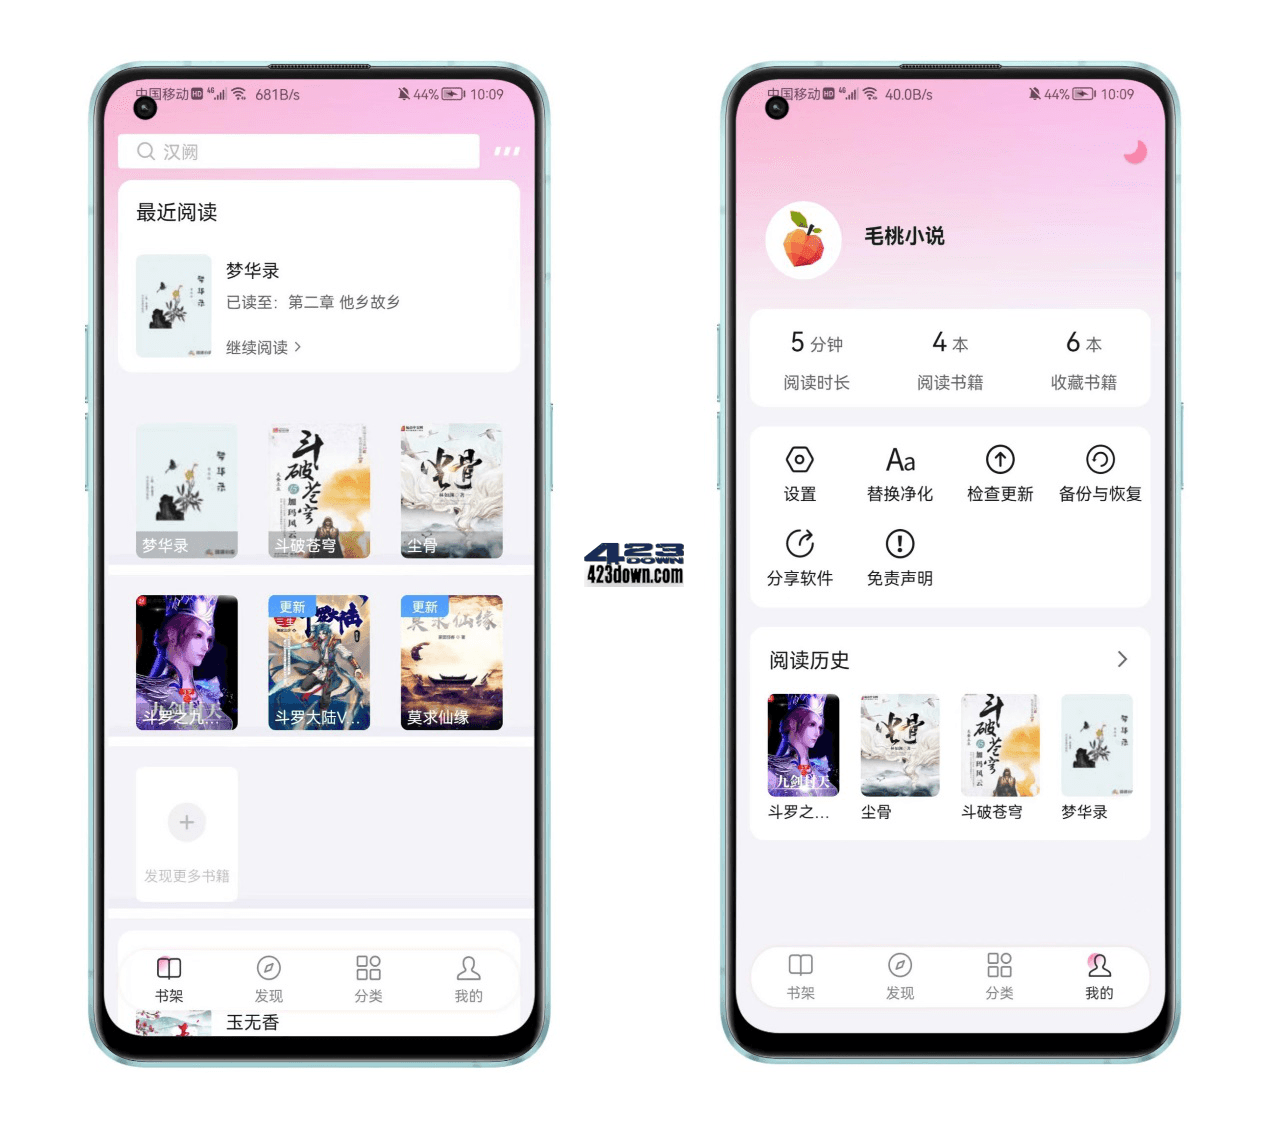 中国移动 HD 4G 681B/s 44% 10:09
汉阙
最近阅读
梦华录
已读至：第二章 他乡故乡
继续阅读
梦华录
斗破苍穹
尘骨
更新
更新
斗罗之九...
斗罗大陆V...
莫求仙缘
发现更多书籍
书架
发现
分类
我的
玉无香
423
DOWN
423down.com
中国移动 HD 4G 40.0B/s 44% 10:09
毛桃小说
5 分钟
4 本
6 本
阅读时长
阅读书籍
收藏书籍
设置
Aa
替换净化
检查更新
备份与恢复
分享软件
免责声明
阅读历史
斗罗之...
尘骨
斗破苍穹
梦华录
书架
发现
分类
我的